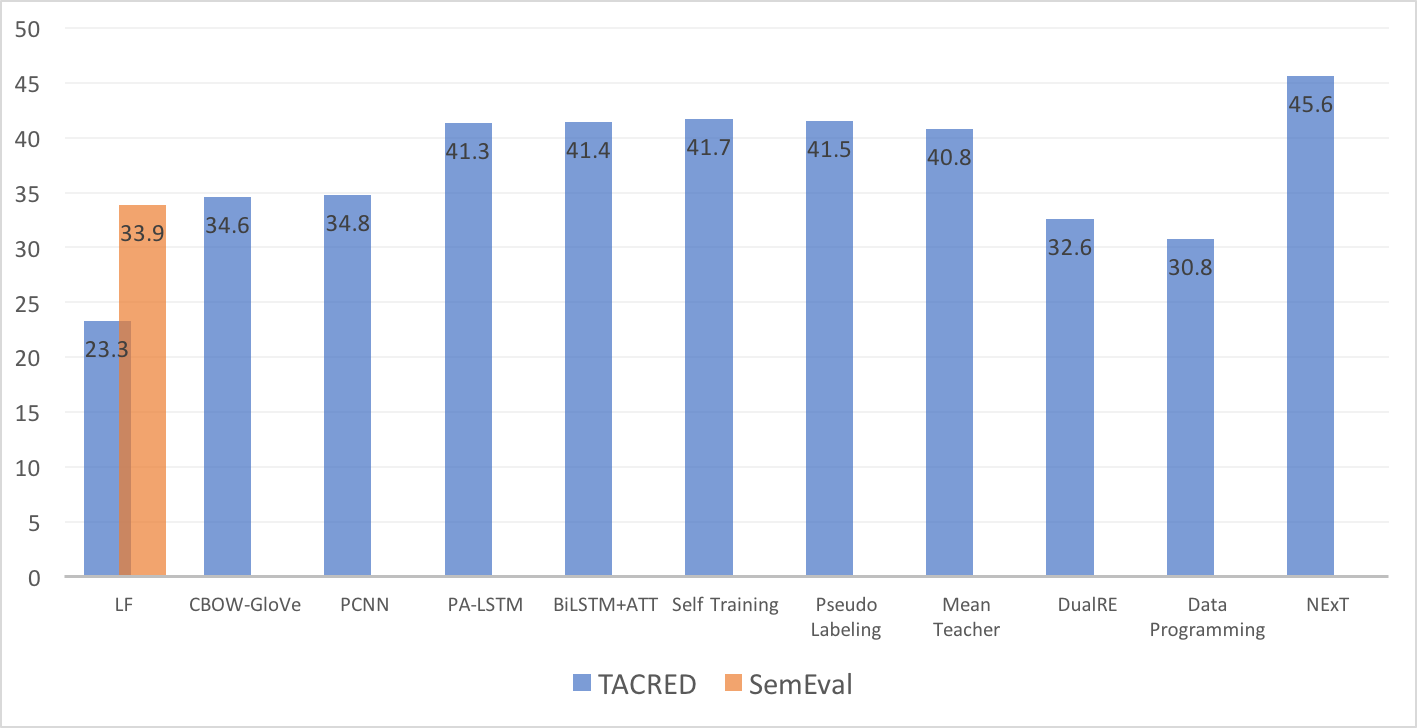 50
45
40
35
30
25
20
15
10
5
0
23.3
33.9
34.6
34.8
41.3
41.4
41.7
41.5
40.8
32.6
30.8
45.6
LF
CBOW-GloVe
PCNN
PA-LSTM
BiLSTM+ATT
Self Training
Pseudo
Labeling
Mean
Teacher
DualRE
Data
Programming
NExT
TACRED
SemEval